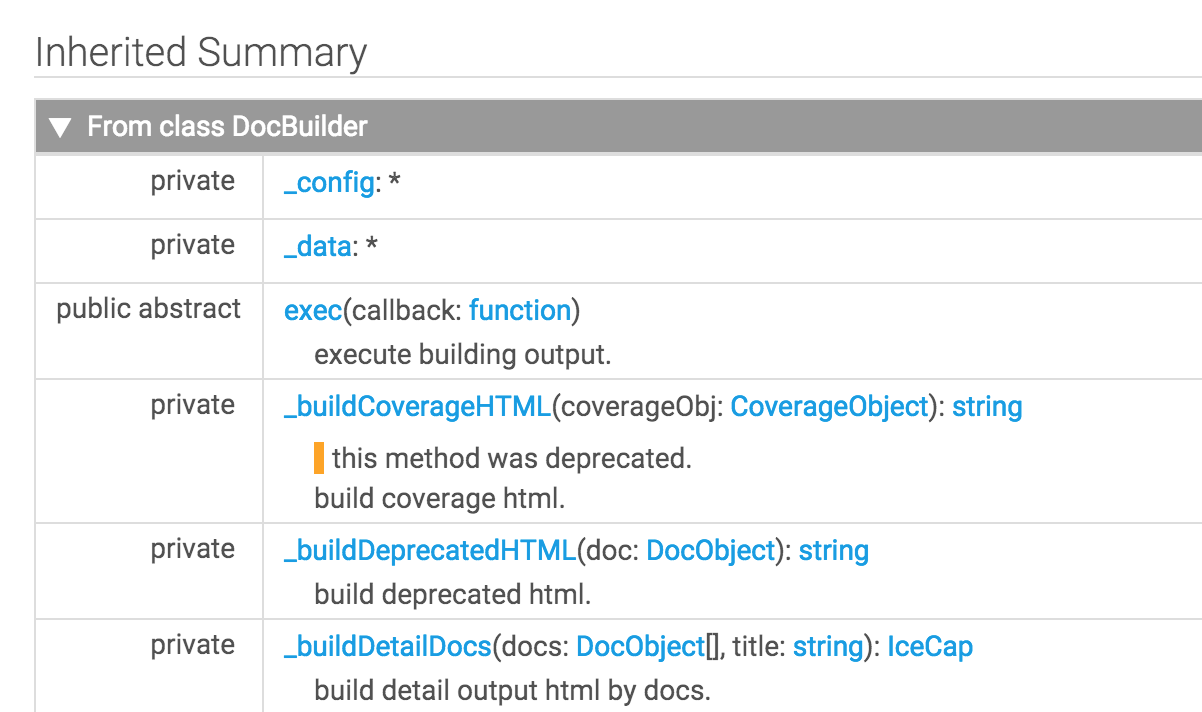 Inherited Summary
▼ From class DocBuilder
private _config: *
private _data: *
public abstract exec(callback: function)
execute building output.
private _buildCoverageHTML(coverageObj: CoverageObject): string
this method was deprecated.
build coverage html.
private _buildDeprecatedHTML(doc: DocObject): string
build deprecated html.
private _buildDetailDocs(docs: DocObject[], title: string): IceCap
build detail output html by docs.